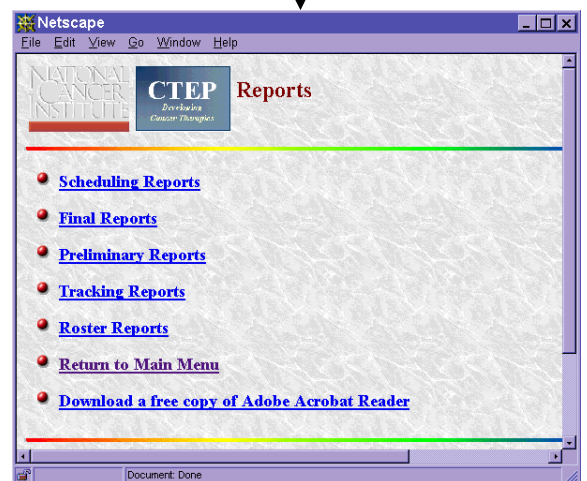 Netscape
File Edit View Go Window Help
NATIONAL
CANCER
INSTITUTE
CTEP
Developing
Cancer Therapies
Reports
Scheduling Reports
Final Reports
Preliminary Reports
Tracking Reports
Roster Reports
Return to Main Menu
Download a free copy of Adobe Acrobat Reader
Document: Done